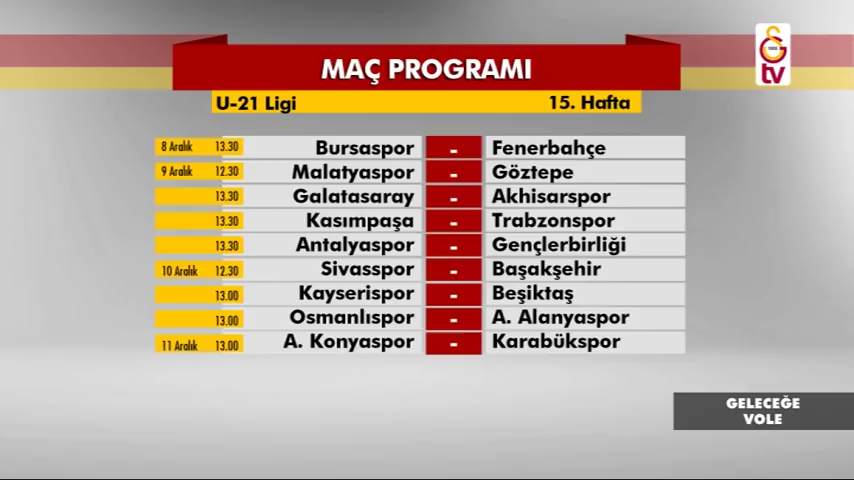 MAÇ PROGRAMI
tv
U-21 Ligi 15. Hafta
8 Aralık 13.30 Bursaspor - Fenerbahçe
9 Aralık 12.30 Malatyaspor - Göztepe
13.30 Galatasaray - Akhisarspor
13.30 Kasımpaşa - Trabzonspor
13.30 Antalyaspor - Gençlerbirliği
10 Aralık 12.30 Sivasspor - Başakşehir
13.00 Kayserispor - Beşiktaş
13.00 Osmanlıspor - A. Alanyaspor
11 Aralık 13.00 A. Konyaspor - Karabükspor
GELECEĞE
VOLE